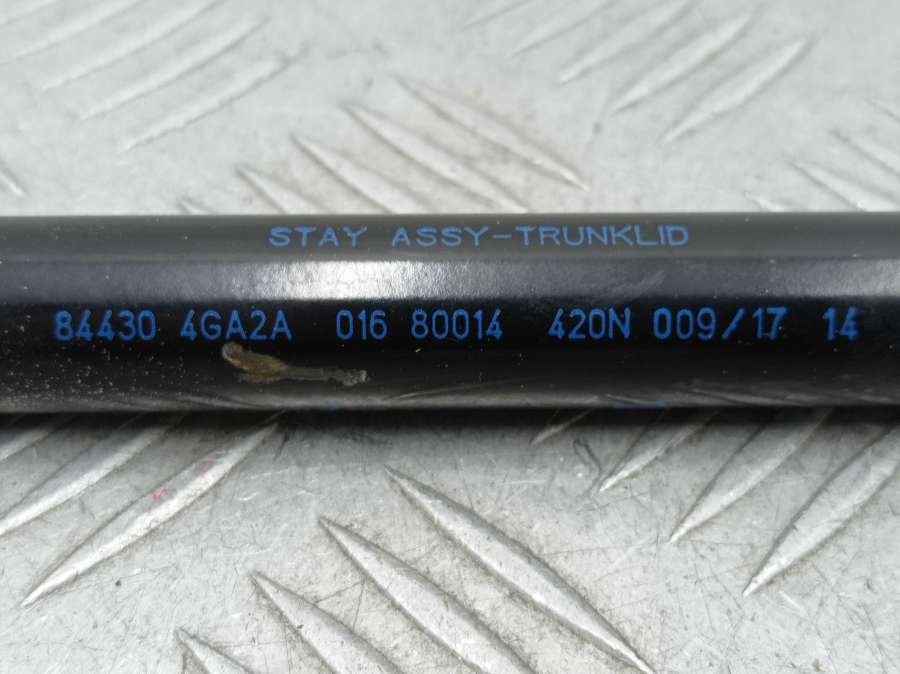 STAY ASSY-TRUNKLID
84430 4GA2A 016 80014 420N 009/17 14